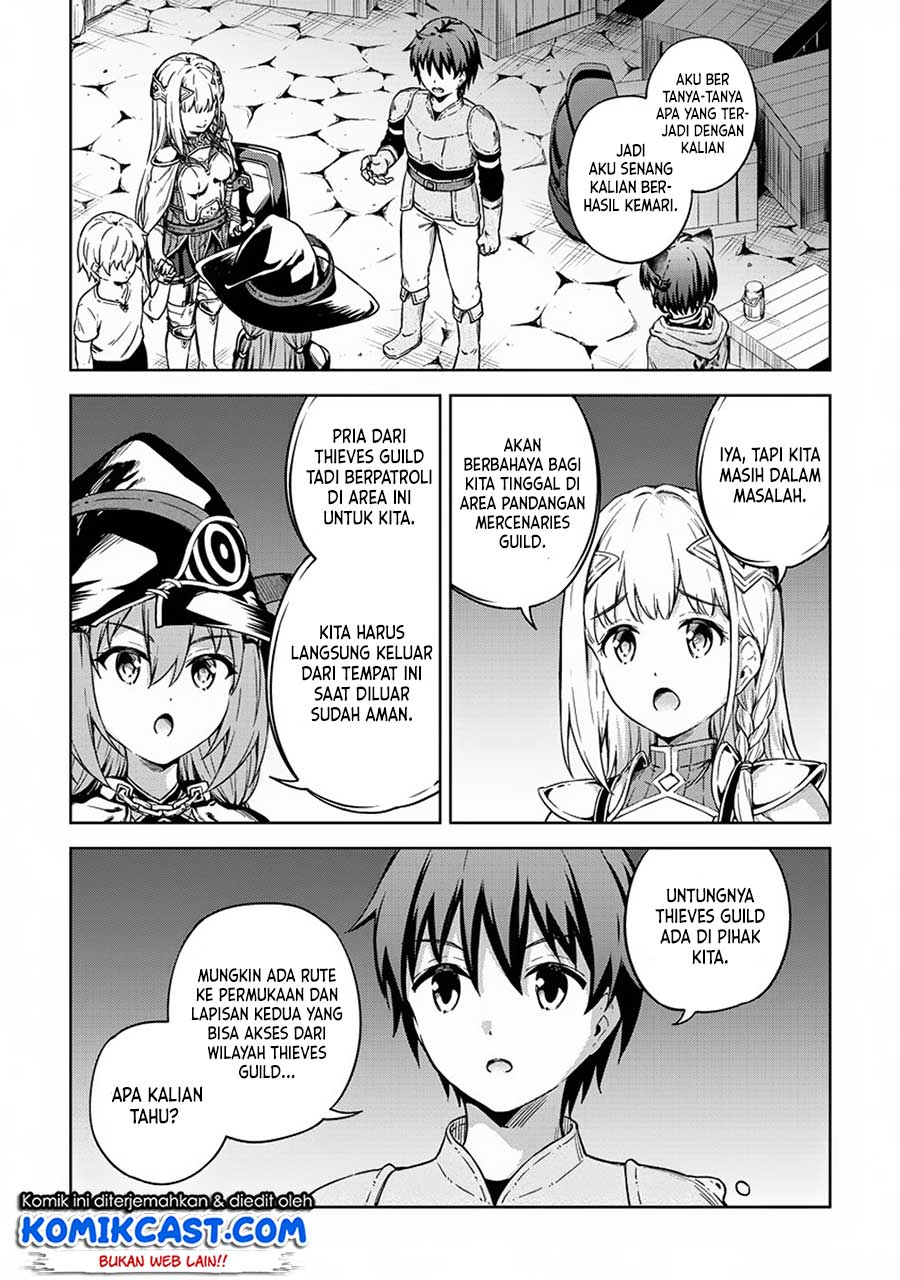 AKU BER
TANYA-TANYA
APA YANG TER-
JADI DENGAN
KALIAN
JADI
AKU SENANG
KALIAN BER-
HASIL KEMARI.
IYA, TAPI KITA
MASIH DALAM
MASALAH.
AKAN
BERBAHAYA BAGI
KITA TINGGAL DI
AREA PANDANGAN
MERCENARIES
GUILD.
PRIA DARI
THIEVES GUILD
TADI BERPATROLI
DI AREA INI
UNTUK KITA.
KITA HARUS
LANGSUNG KELUAR
DARI TEMPAT INI
SAAT DILUAR
SUDAH AMAN.
UNTUNGNYA
THIEVES GUILD
ADA DI PIHAK
KITA.
MUNGKIN ADA RUTE
KE PERMUKAAN DAN
LAPISAN KEDUA YANG
BISA AKSES DARI
WILAYAH THIEVES
GUILD...
APA KALIAN
TAHU?
Komik ini diterjemahkan & diedit oleh
KOMIKCAST.COM
BUKAN WEB LAIN!!